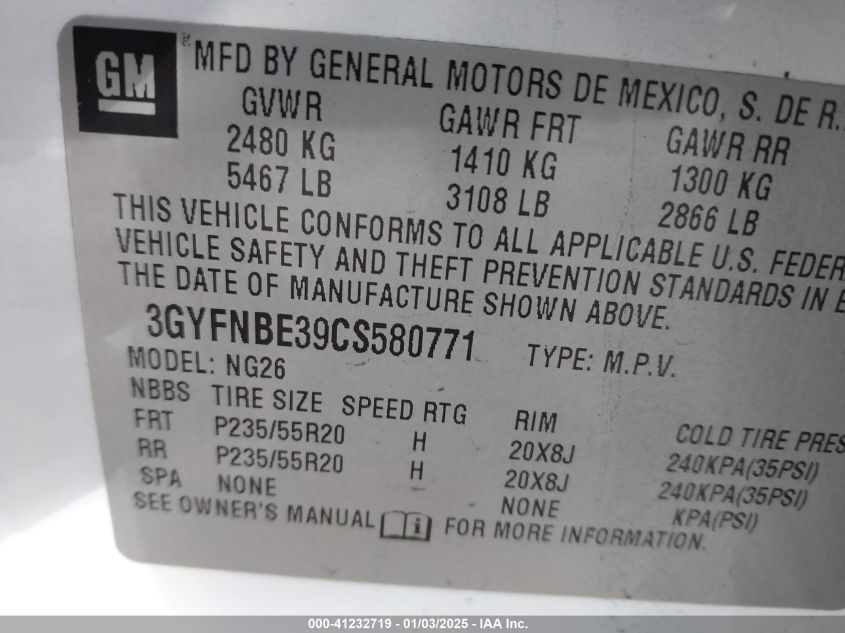 GM
® MFD BY GENERAL MOTORS DE MEXICO, S. DE R.
GVWR GAWR FRT GAWR RR
2480 KG 1410 KG 1300 KG
5467 LB 3108 LB 2866 LB
THIS VEHICLE CONFORMS TO ALL APPLICABLE U.S. FEDER
VEHICLE SAFETY AND THEFT PREVENTION STANDARDS IN E
THE DATE OF MANUFACTURE SHOWN ABOVE.
3GYFNBE39CS580771 TYPE: M.P.V.
MODEL: NG26
NBBS TIRE SIZE SPEED RTG RIM COLD TIRE PRES
FRT P235/55R20 H 20X8J 240KPA(35PSI)
RR P235/55R20 H 20X8J 240KPA(35PSI)
SPA NONE NONE KPA(PSI)
SEE OWNER'S MANUAL i FOR MORE INFORMATION.
000-41232719 - 01/03/2025 - IAA Inc.